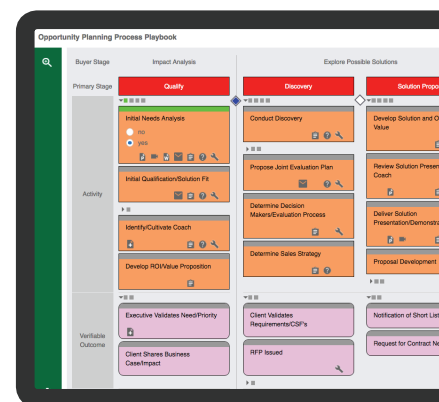 Opportunity Planning Process Playbook
Buyer Stage
Impact Analysis
Explore Possible Solutions
Primary Stage
Qualify
Discovery
Solution Propo
Activity
Initial Needs Analysis
no
yes
Initial Qualification/Solution Fit
Identify/Cultivate Coach
Develop ROI/Value Proposition
Conduct Discovery
Propose Joint Evaluation Plan
Determine Decision
Makers/Evaluation Process
Determine Sales Strategy
Develop Solution and O
Value
Review Solution Presen
Coach
Deliver Solution
Presentation/Demonstra
Proposal Development
Verifiable
Outcome
Executive Validates Need/Priority
Client Shares Business
Case/Impact
Client Validates
Requirements/CSF's
RFP Issued
Notification of Short List
Request for Contract Ne